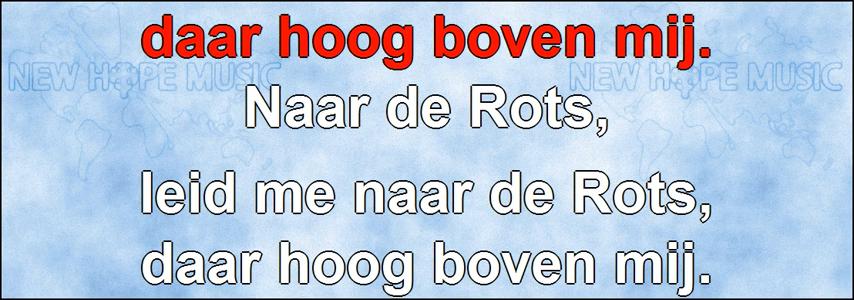 daar hoog boven mij.
NEW HOPE MUSIC NEW HOPE MUSIC
Naar de Rots,
leid me naar de Rots,
daar hoog boven mij.